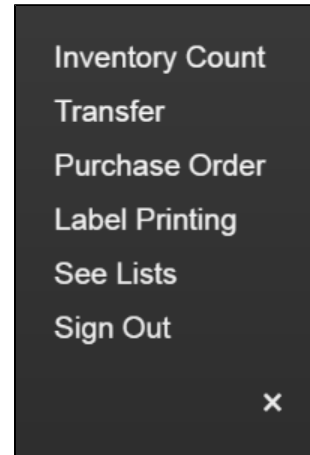 Inventory Count
Transfer
Purchase Order
Label Printing
See Lists
Sign Out
×